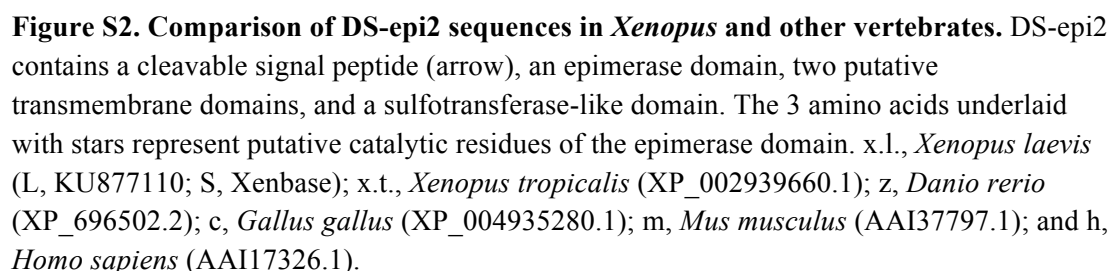 Figure S2. Comparison of DS-epi2 sequences in Xenopus and other vertebrates. DS-epi2
contains a cleavable signal peptide (arrow), an epimerase domain, two putative
transmembrane domains, and a sulfotransferase-like domain. The 3 amino acids underlaid
with stars represent putative catalytic residues of the epimerase domain. x.l., Xenopus laevis
(L, KU877110; S, Xenbase); x.t., Xenopus tropicalis (XP_002939660.1); z, Danio rerio
(XP_696502.2); c, Gallus gallus (XP_004935280.1); m, Mus musculus (AAI37797.1); and h,
Homo sapiens (AAI17326.1).